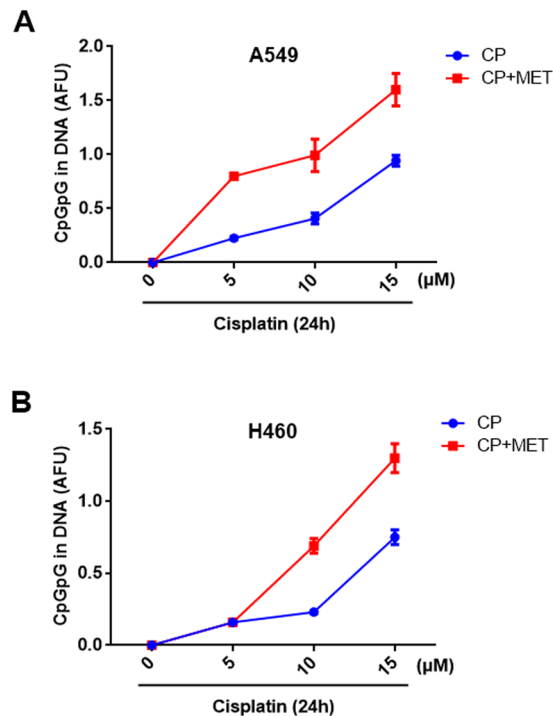 A
A549
CP
CP+MET
CpGpG in DNA (AFU)
2.0
1.5
1.0
0.5
0.0
0
5
10
15
(µM)
Cisplatin (24h)
B
H460
CP
CP+MET
CpGpG in DNA (AFU)
1.5
1.0
0.5
0.0
0
5
10
15
(µM)
Cisplatin (24h)